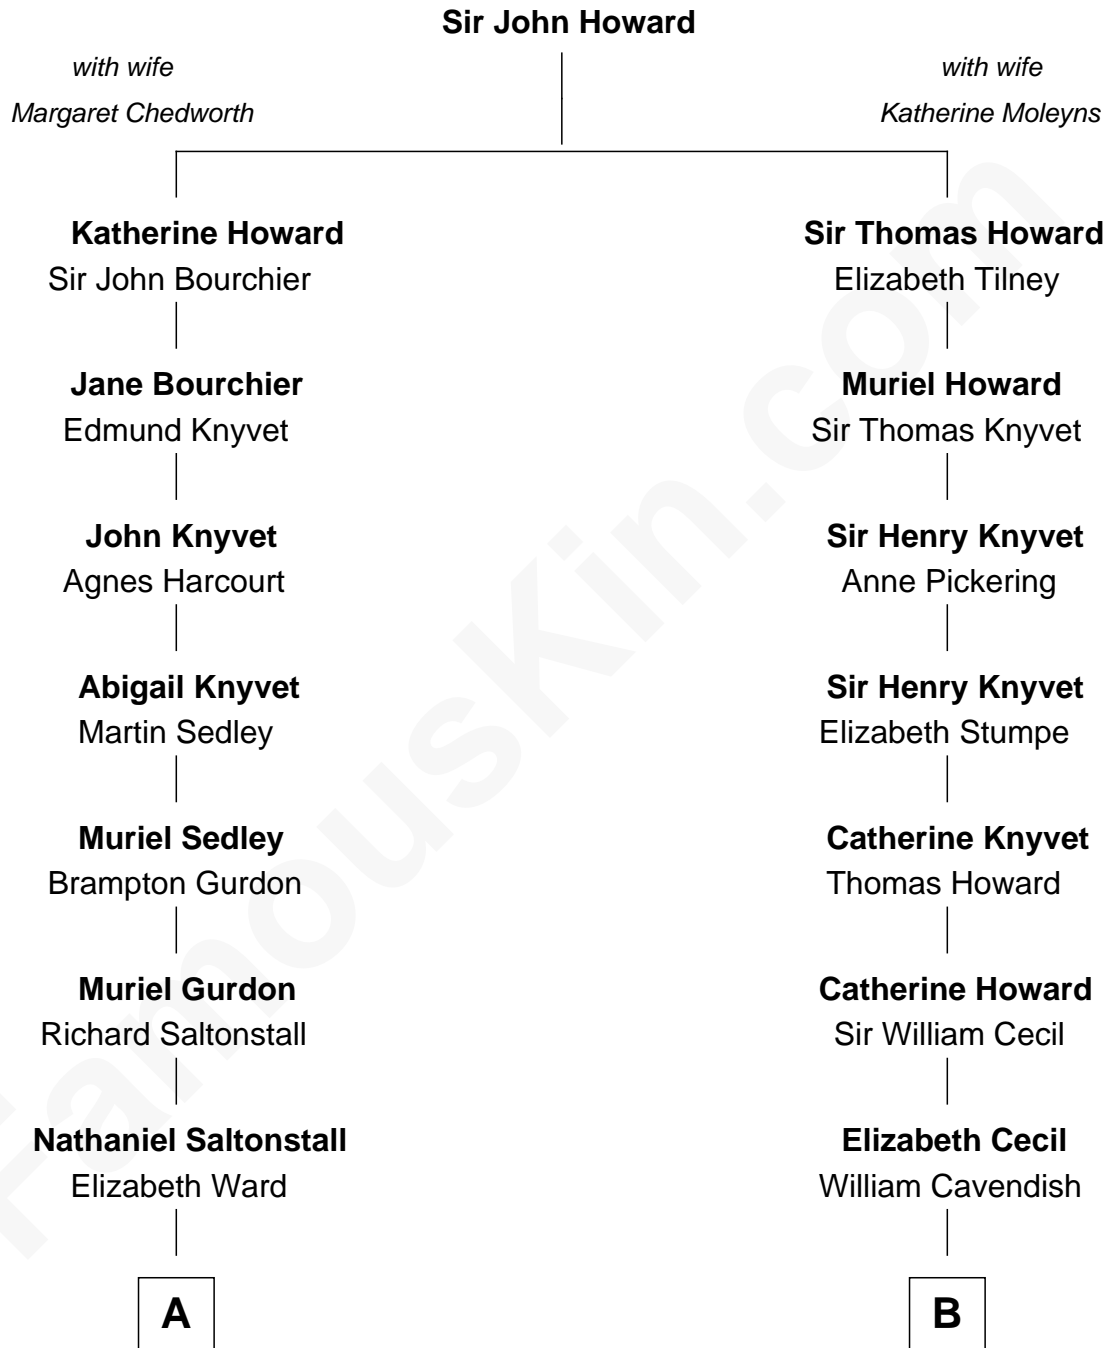 Sir John Howard
with wife
Margaret Chedworth
with wife
Katherine Moleyns
Katherine Howard
Sir John Bourchier
Sir Thomas Howard
Elizabeth Tilney
Jane Bourchier
Edmund Knyvet
Muriel Howard
Sir Thomas Knyvet
John Knyvet
Agnes Harcourt
Sir Henry Knyvet
Anne Pickering
Abigail Knyvet
Martin Sedley
Sir Henry Knyvet
Elizabeth Stumpe
Muriel Sedley
Brampton Gurdon
Catherine Knyvet
Thomas Howard
Muriel Gurdon
Richard Saltonstall
Catherine Howard
Sir William Cecil
Nathaniel Saltonstall
Elizabeth Ward
Elizabeth Cecil
William Cavendish
A
B
FamousKin.com